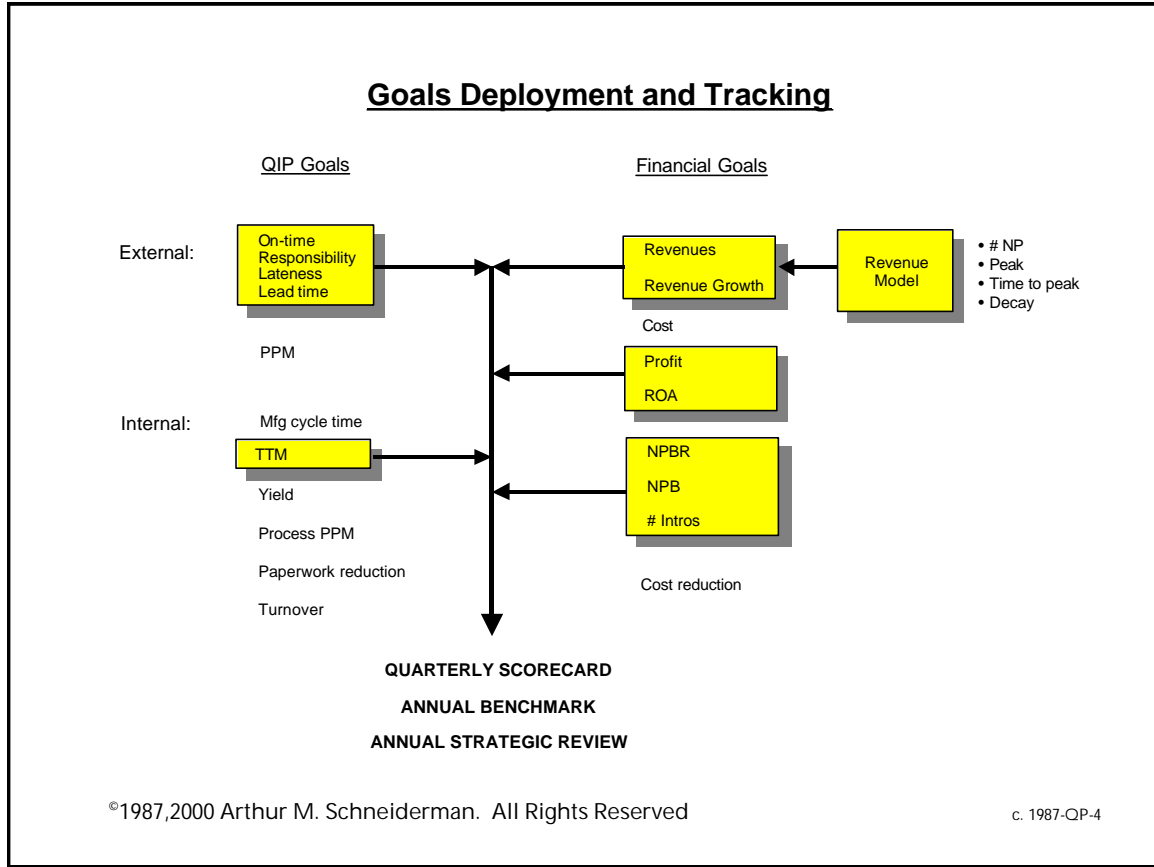 Goals Deployment and Tracking
QIP Goals
Financial Goals
External:
On-time
Responsibility
Lateness
Lead time
PPM
Internal:
Mfg cycle time
TTM
Yield
Process PPM
Paperwork reduction
Turnover
Revenues
Revenue Growth
Cost
Profit
ROA
NPBR
NPB
# Intros
Cost reduction
Revenue
Model
• # NP
• Peak
• Time to peak
• Decay
QUARTERLY SCORECARD
ANNUAL BENCHMARK
ANNUAL STRATEGIC REVIEW
©1987,2000 Arthur M. Schneiderman. All Rights Reserved
c. 1987-QP-4